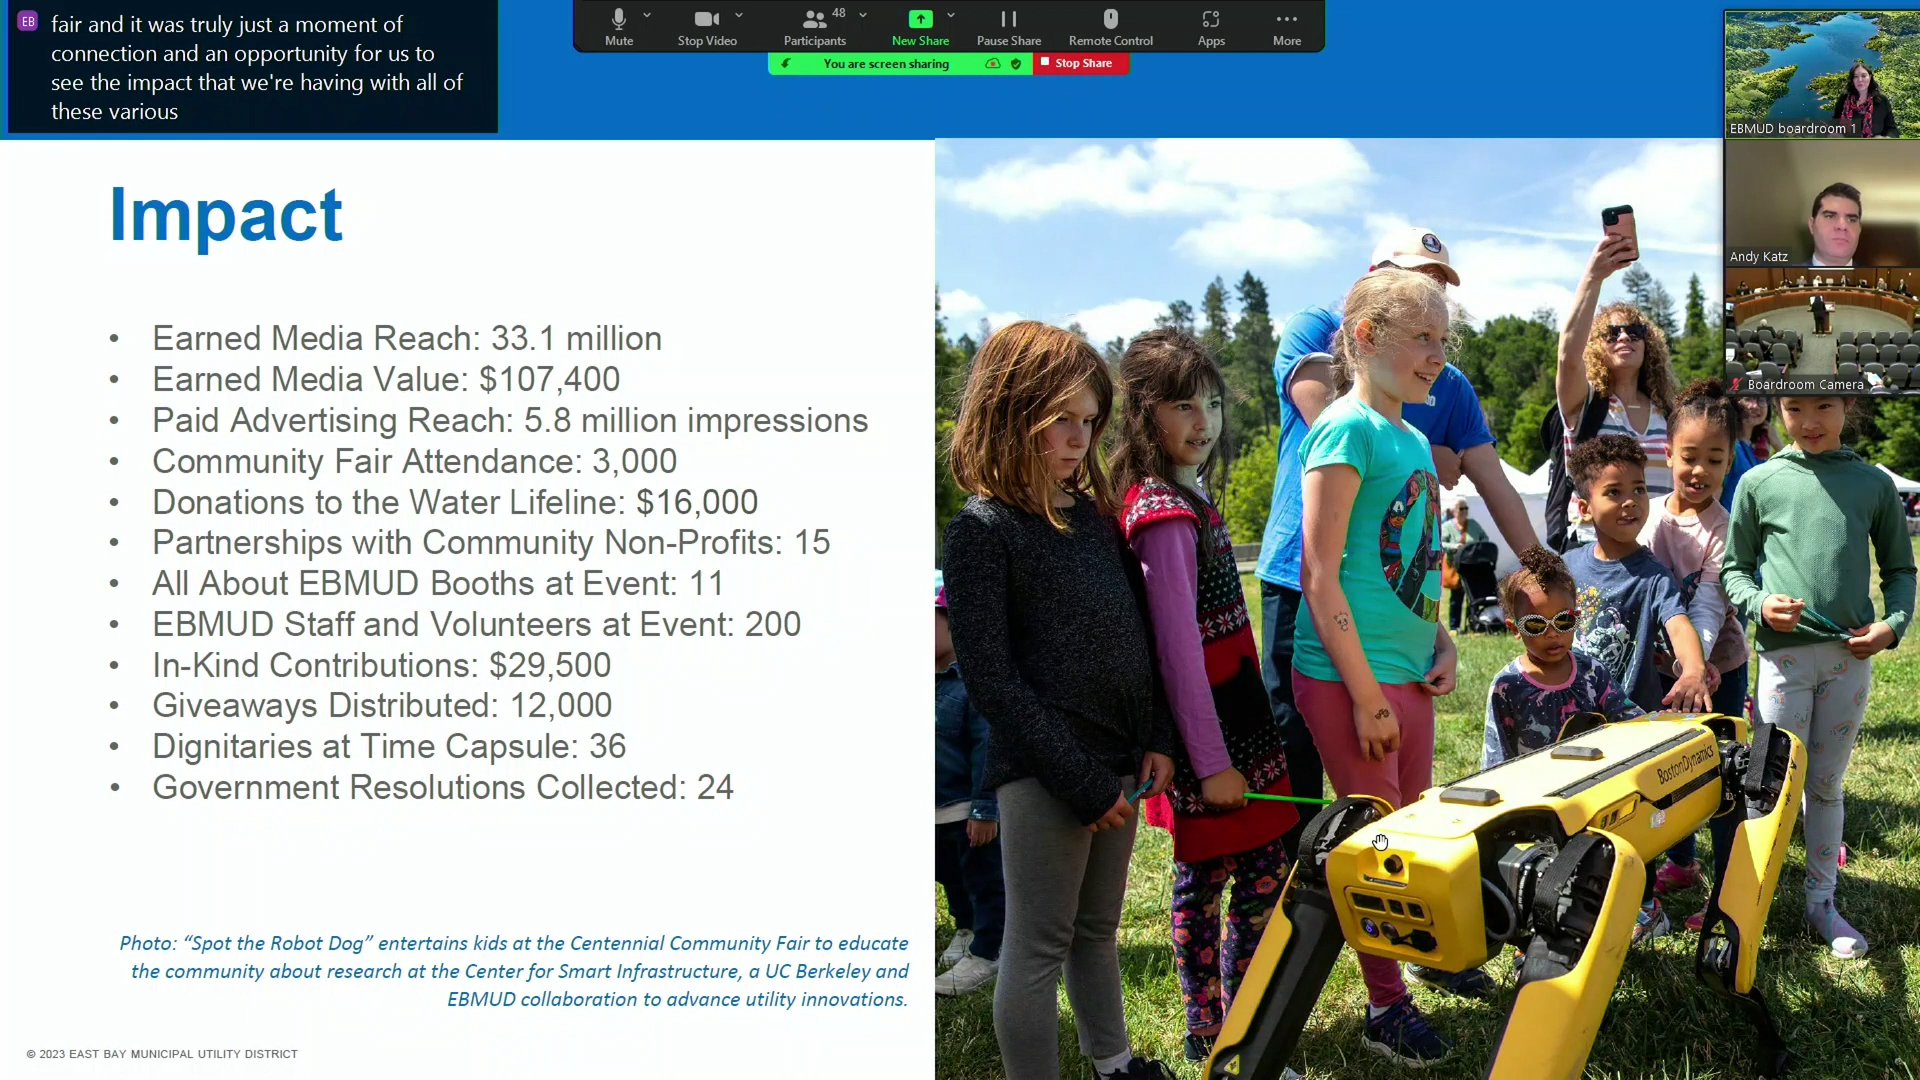 EB
fair and it was truly just a moment of
connection and an opportunity for us to
see the impact that we're having with all of
these various
Mute
Stop Video
48
Participants
New Share
Pause Share
Remote Control
Apps
More
You are screen sharing
Stop Share
EBMUD boardroom 1
Andy Katz
Boardroom Camera
Impact
• Earned Media Reach: 33.1 million
• Earned Media Value: $107,400
• Paid Advertising Reach: 5.8 million impressions
• Community Fair Attendance: 3,000
• Donations to the Water Lifeline: $16,000
• Partnerships with Community Non-Profits: 15
• All About EBMUD Booths at Event: 11
• EBMUD Staff and Volunteers at Event: 200
• In-Kind Contributions: $29,500
• Giveaways Distributed: 12,000
• Dignitaries at Time Capsule: 36
• Government Resolutions Collected: 24
BostonDynamics
Photo: “Spot the Robot Dog” entertains kids at the Centennial Community Fair to educate
the community about research at the Center for Smart Infrastructure, a UC Berkeley and
EBMUD collaboration to advance utility innovations.
© 2023 EAST BAY MUNICIPAL UTILITY DISTRICT